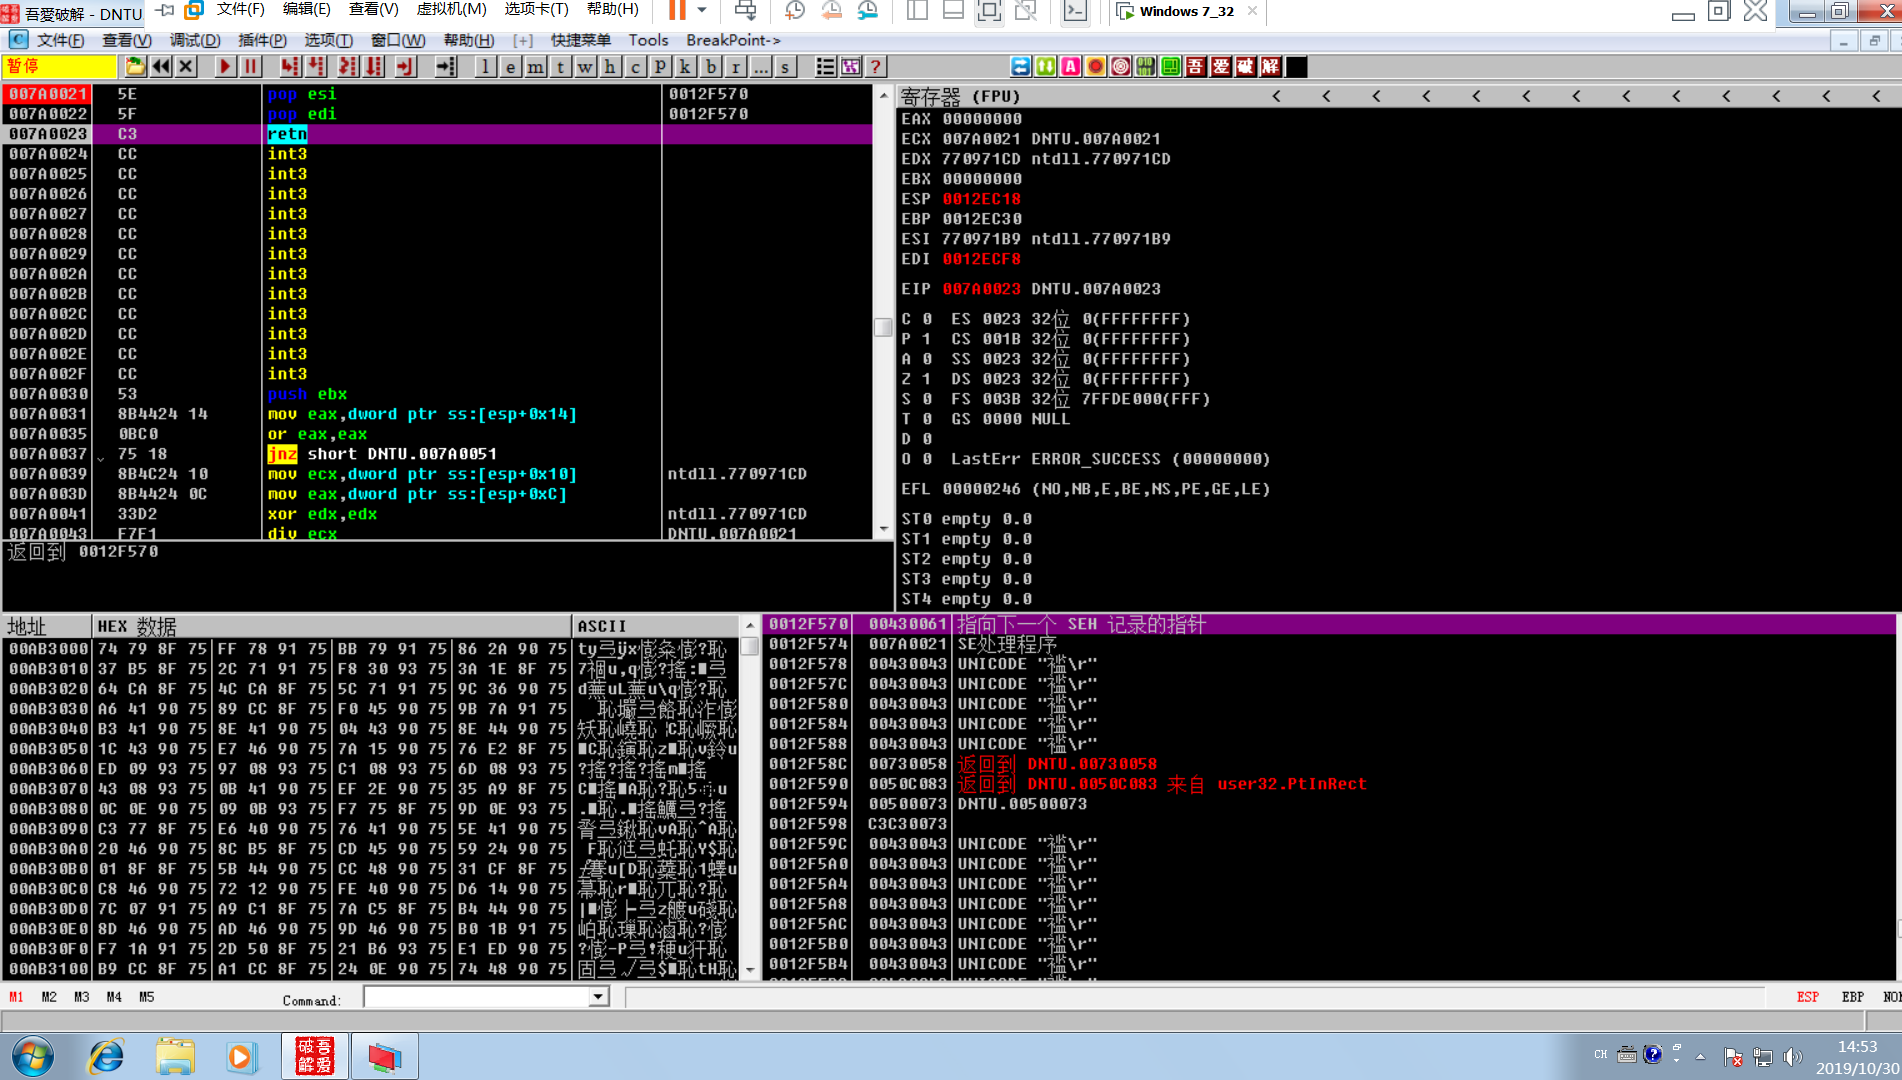 吾爱破解 - DNTU
文件(F) 编辑(E) 查看(V) 虚拟机(M) 选项卡(T) 帮助(H)
Windows 7_32
文件(F) 查看(V) 调试(D) 插件(P) 选项(T) 窗口(W) 帮助(H) [+] 快捷菜单 Tools BreakPoint->
暂停
l e m t w h c p k b r ... s
?
吾 爱 破 解
007A0021 5E pop esi 0012F570
007A0022 5F pop edi 0012F570
007A0023 C3 retn
007A0024 CC int3
007A0025 CC int3
007A0026 CC int3
007A0027 CC int3
007A0028 CC int3
007A0029 CC int3
007A002A CC int3
007A002B CC int3
007A002C CC int3
007A002D CC int3
007A002E CC int3
007A002F CC int3
007A0030 53 push ebx
007A0031 8B4424 14 mov eax,dword ptr ss:[esp+0x14]
007A0035 0BC0 or eax,eax
007A0037 75 18 jnz short DNTU.007A0051
007A0039 8B4C24 10 mov ecx,dword ptr ss:[esp+0x10] ntdll.770971CD
007A003D 8B4424 0C mov eax,dword ptr ss:[esp+0xC]
007A0041 33D2 xor edx,edx ntdll.770971CD
007A0043 F7F1 div ecx DNTU.007A0021
返回到 0012F570
寄存器 (FPU) < < < < < < < < < < < < <
EAX 00000000
ECX 007A0021 DNTU.007A0021
EDX 770971CD ntdll.770971CD
EBX 00000000
ESP 0012EC18
EBP 0012EC30
ESI 770971B9 ntdll.770971B9
EDI 0012ECF8
EIP 007A0023 DNTU.007A0023
C 0 ES 0023 32位 0(FFFFFFFF)
P 1 CS 001B 32位 0(FFFFFFFF)
A 0 SS 0023 32位 0(FFFFFFFF)
Z 1 DS 0023 32位 0(FFFFFFFF)
S 0 FS 003B 32位 7FFDE000(FFF)
T 0 GS 0000 NULL
D 0
O 0 LastErr ERROR_SUCCESS (00000000)
EFL 00000246 (NO,NB,E,BE,NS,PE,GE,LE)
ST0 empty 0.0
ST1 empty 0.0
ST2 empty 0.0
ST3 empty 0.0
ST4 empty 0.0
地址 HEX 数据 ASCII
00AB3000 74 79 8F 75 FF 78 91 75 BB 79 91 75 86 2A 90 75
00AB3010 37 B5 8F 75 2C 71 91 75 F8 30 93 75 3A 1E 8F 75
00AB3020 64 CA 8F 75 4C CA 8F 75 5C 71 91 75 9C 36 90 75
00AB3030 A6 41 90 75 89 CC 8F 75 F0 45 90 75 9B 7A 91 75
00AB3040 B3 41 90 75 8E 41 90 75 04 43 90 75 8E 44 90 75
00AB3050 1C 43 90 75 E7 46 90 75 7A 15 90 75 76 E2 8F 75
00AB3060 ED 09 93 75 97 08 93 75 C1 08 93 75 6D 08 93 75
00AB3070 43 08 93 75 0B 41 90 75 EF 2E 90 75 35 A9 8F 75
00AB3080 0C 0E 90 75 09 0B 93 75 F7 75 8F 75 9D 0E 93 75
00AB3090 C3 77 8F 75 E6 40 90 75 76 41 90 75 5E 41 90 75
00AB30A0 20 46 90 75 8C B5 8F 75 CD 45 90 75 59 24 90 75
00AB30B0 01 8F 8F 75 5B 44 90 75 CC 48 90 75 31 CF 8F 75
00AB30C0 C8 46 90 75 72 12 90 75 FE 40 90 75 D6 14 90 75
00AB30D0 7C 07 91 75 A9 C1 8F 75 7A C5 8F 75 B4 44 90 75
00AB30E0 8D 46 90 75 AD 46 90 75 9D 46 90 75 B0 1B 91 75
00AB30F0 F7 1A 91 75 2D 50 8F 75 21 B6 93 75 E1 ED 90 75
00AB3100 B9 CC 8F 75 A1 CC 8F 75 24 0E 90 75 74 48 90 75
0012F570 00430061 指向下一个 SEH 记录的指针
0012F574 007A0021 SE处理程序
0012F578 00430043 UNICODE "褴\r"
0012F57C 00430043 UNICODE "褴\r"
0012F580 00430043 UNICODE "褴\r"
0012F584 00430043 UNICODE "褴\r"
0012F588 00430043 UNICODE "褴\r"
0012F58C 00730058 返回到 DNTU.00730058
0012F590 0050C083 返回到 DNTU.0050C083 来自 user32.PtInRect
0012F594 00500073 DNTU.00500073
0012F598 C3C30073
0012F59C 00430043 UNICODE "褴\r"
0012F5A0 00430043 UNICODE "褴\r"
0012F5A4 00430043 UNICODE "褴\r"
0012F5A8 00430043 UNICODE "褴\r"
0012F5AC 00430043 UNICODE "褴\r"
0012F5B0 00430043 UNICODE "褴\r"
0012F5B4 00430043 UNICODE "褴\r"
M1 M2 M3 M4 M5 Command: ESP EBP
破吾
解爱
CH
14:53
2019/10/30